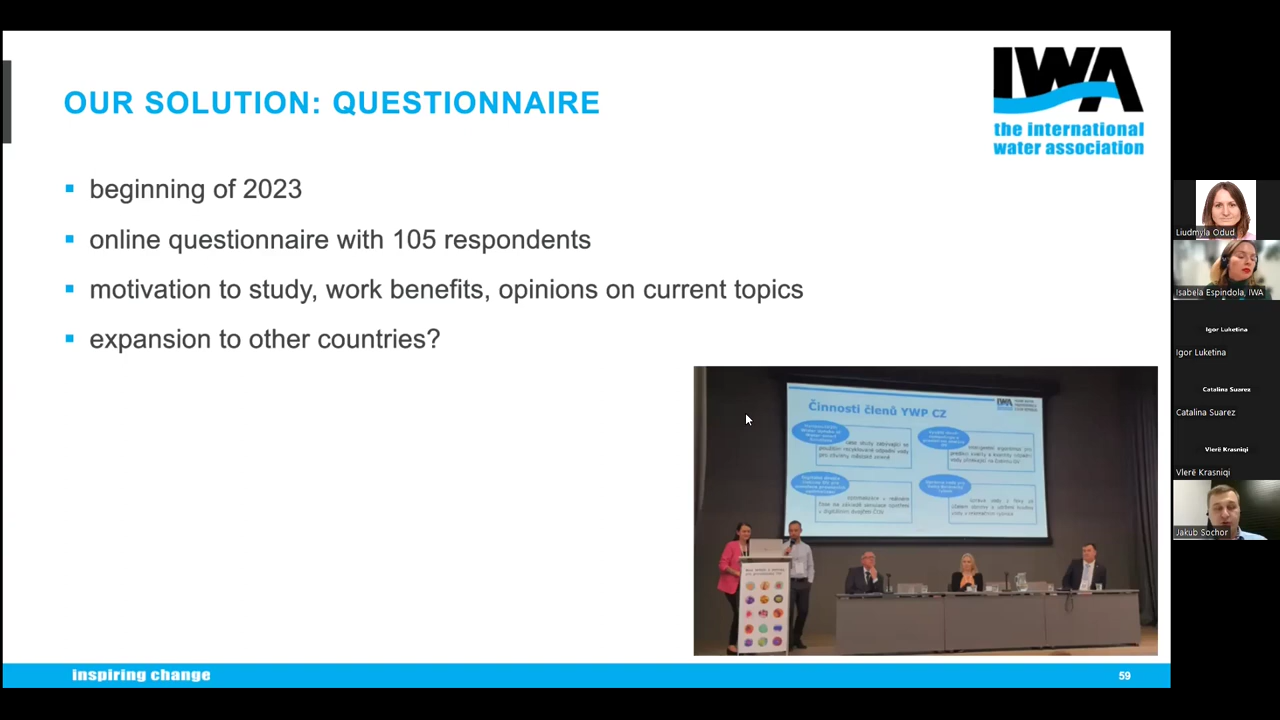 OUR SOLUTION: QUESTIONNAIRE
IWA
the international
water association
beginning of 2023
online questionnaire with 105 respondents
motivation to study, work benefits, opinions on current topics
expansion to other countries?
Činnosti členů YWP CZ
IWA
inspiring change
59
Liudmyla Odud
Isabela Espindola, IWA
Igor Luketina
Igor Luketina
Catalina Suarez
Catalina Suarez
Vlerë Krasniqi
Vlerë Krasniqi
Jakub Sochor